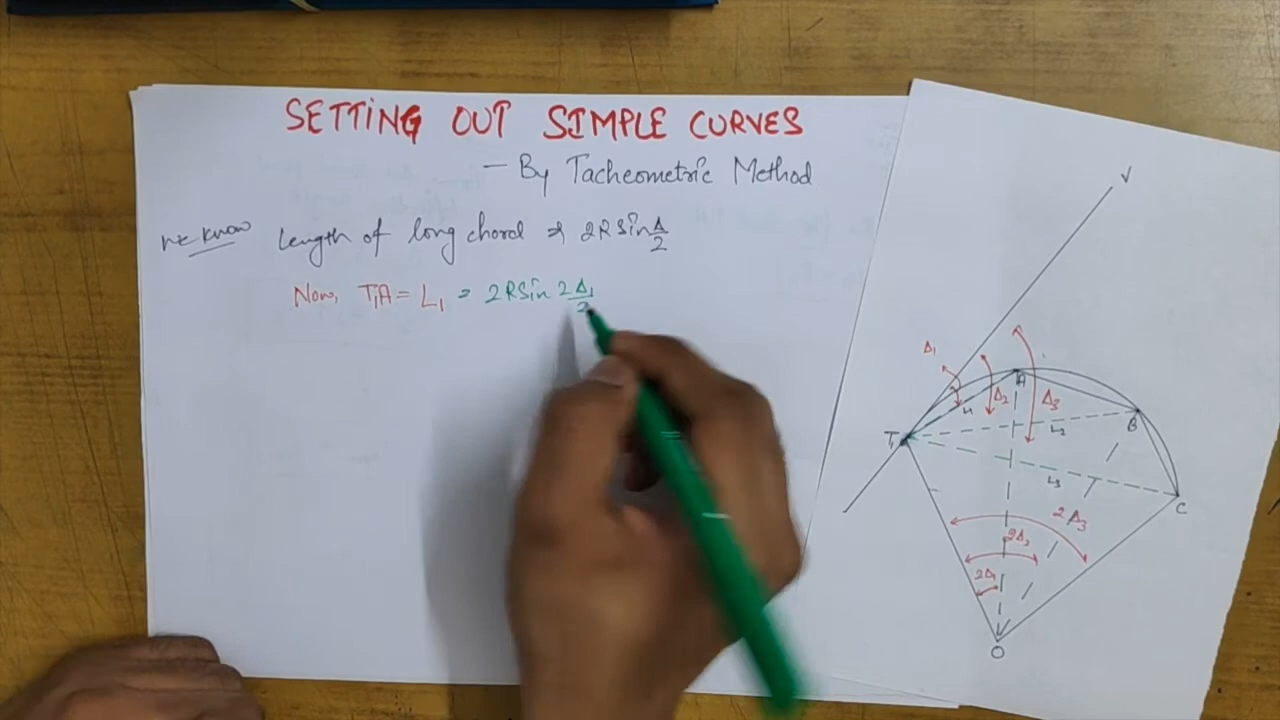 SETTING OUT SIMPLE CURVES
— By Tacheometric Method
We know Length of long chord = 2R Sin Δ/2
Now, T₁A = L₁ = 2R Sin 2Δ₁/2
V
Δ₁
A
Δ₂
Δ₃
L₁
B
T₁
L₂
L₃
C
2Δ₃
2Δ₂
2Δ₁
O